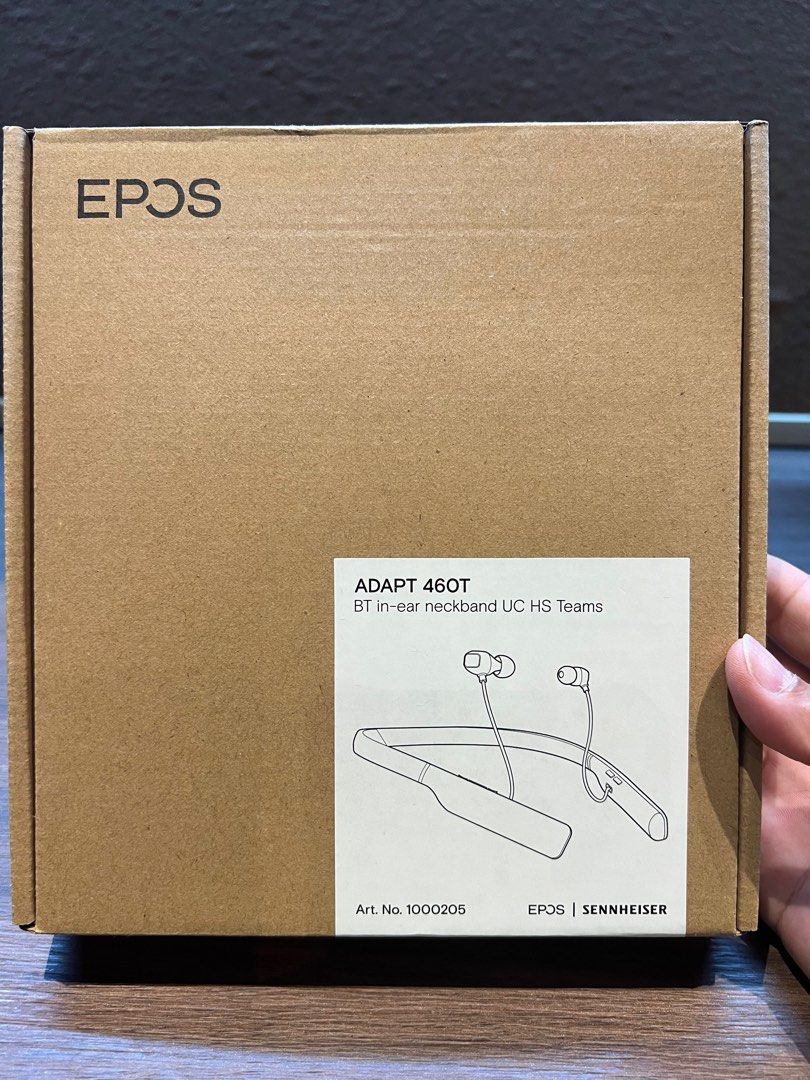 EPOS
ADAPT 460T
BT in-ear neckband UC HS Teams
Art. No. 1000205
EPOS | SENNHEISER